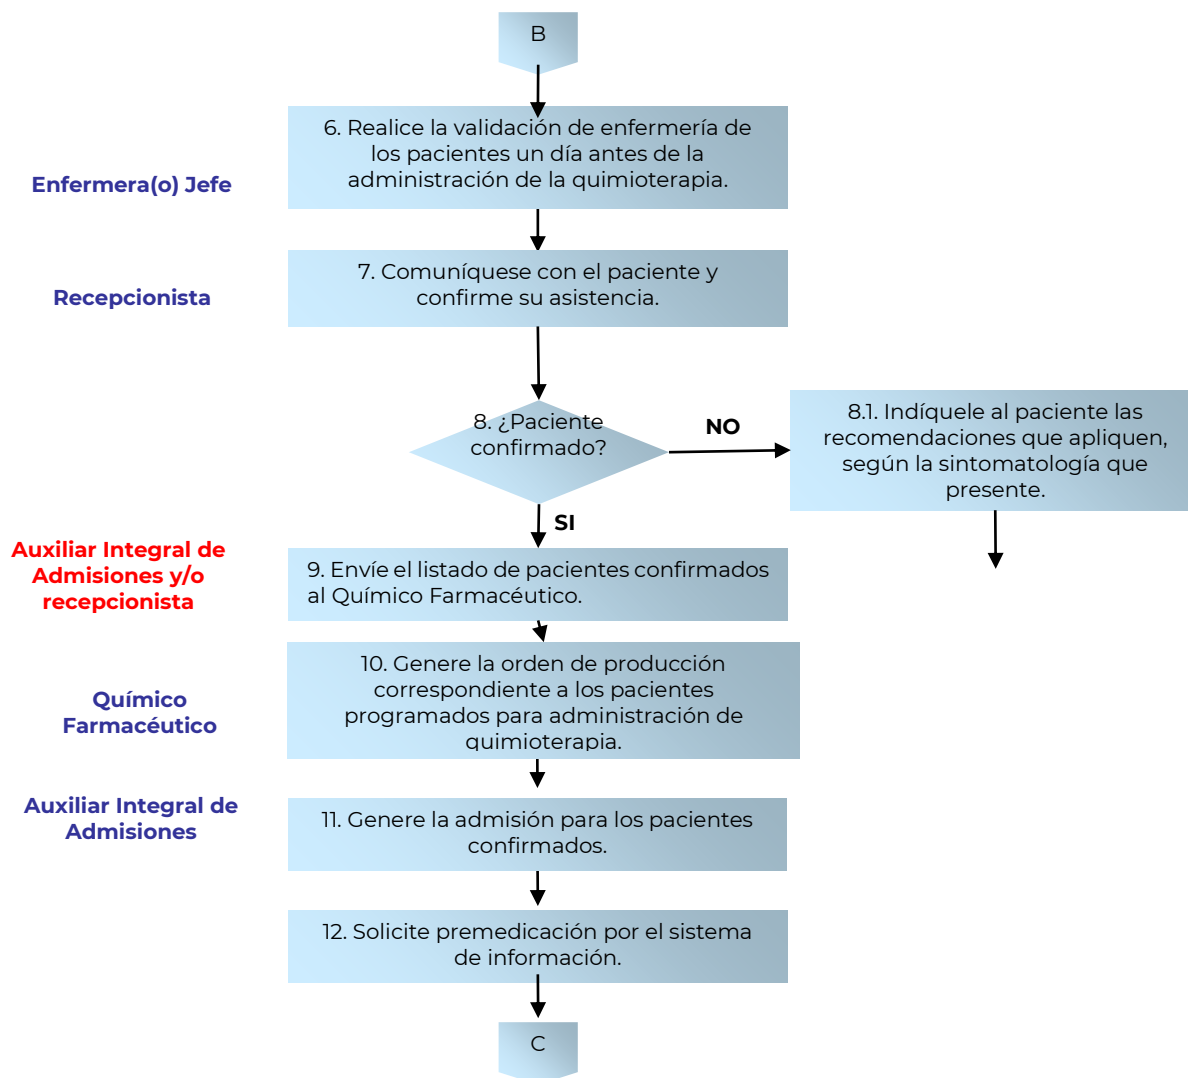 B
6. Realice la validación de enfermería de
los pacientes un día antes de la
administración de la quimioterapia.
Enfermera(o) Jefe
7. Comuníquese con el paciente y
confirme su asistencia.
Recepcionista
8. ¿Paciente
confirmado?
NO
8.1. Indíquele al paciente las
recomendaciones que apliquen,
según la sintomatología que
presente.
SI
Auxiliar Integral de
Admisiones y/o
recepcionista
9. Envíe el listado de pacientes confirmados
al Químico Farmacéutico.
10. Genere la orden de producción
correspondiente a los pacientes
programados para administración de
quimioterapia.
Químico
Farmacéutico
Auxiliar Integral de
Admisiones
11. Genere la admisión para los pacientes
confirmados.
12. Solicite premedicación por el sistema
de información.
C